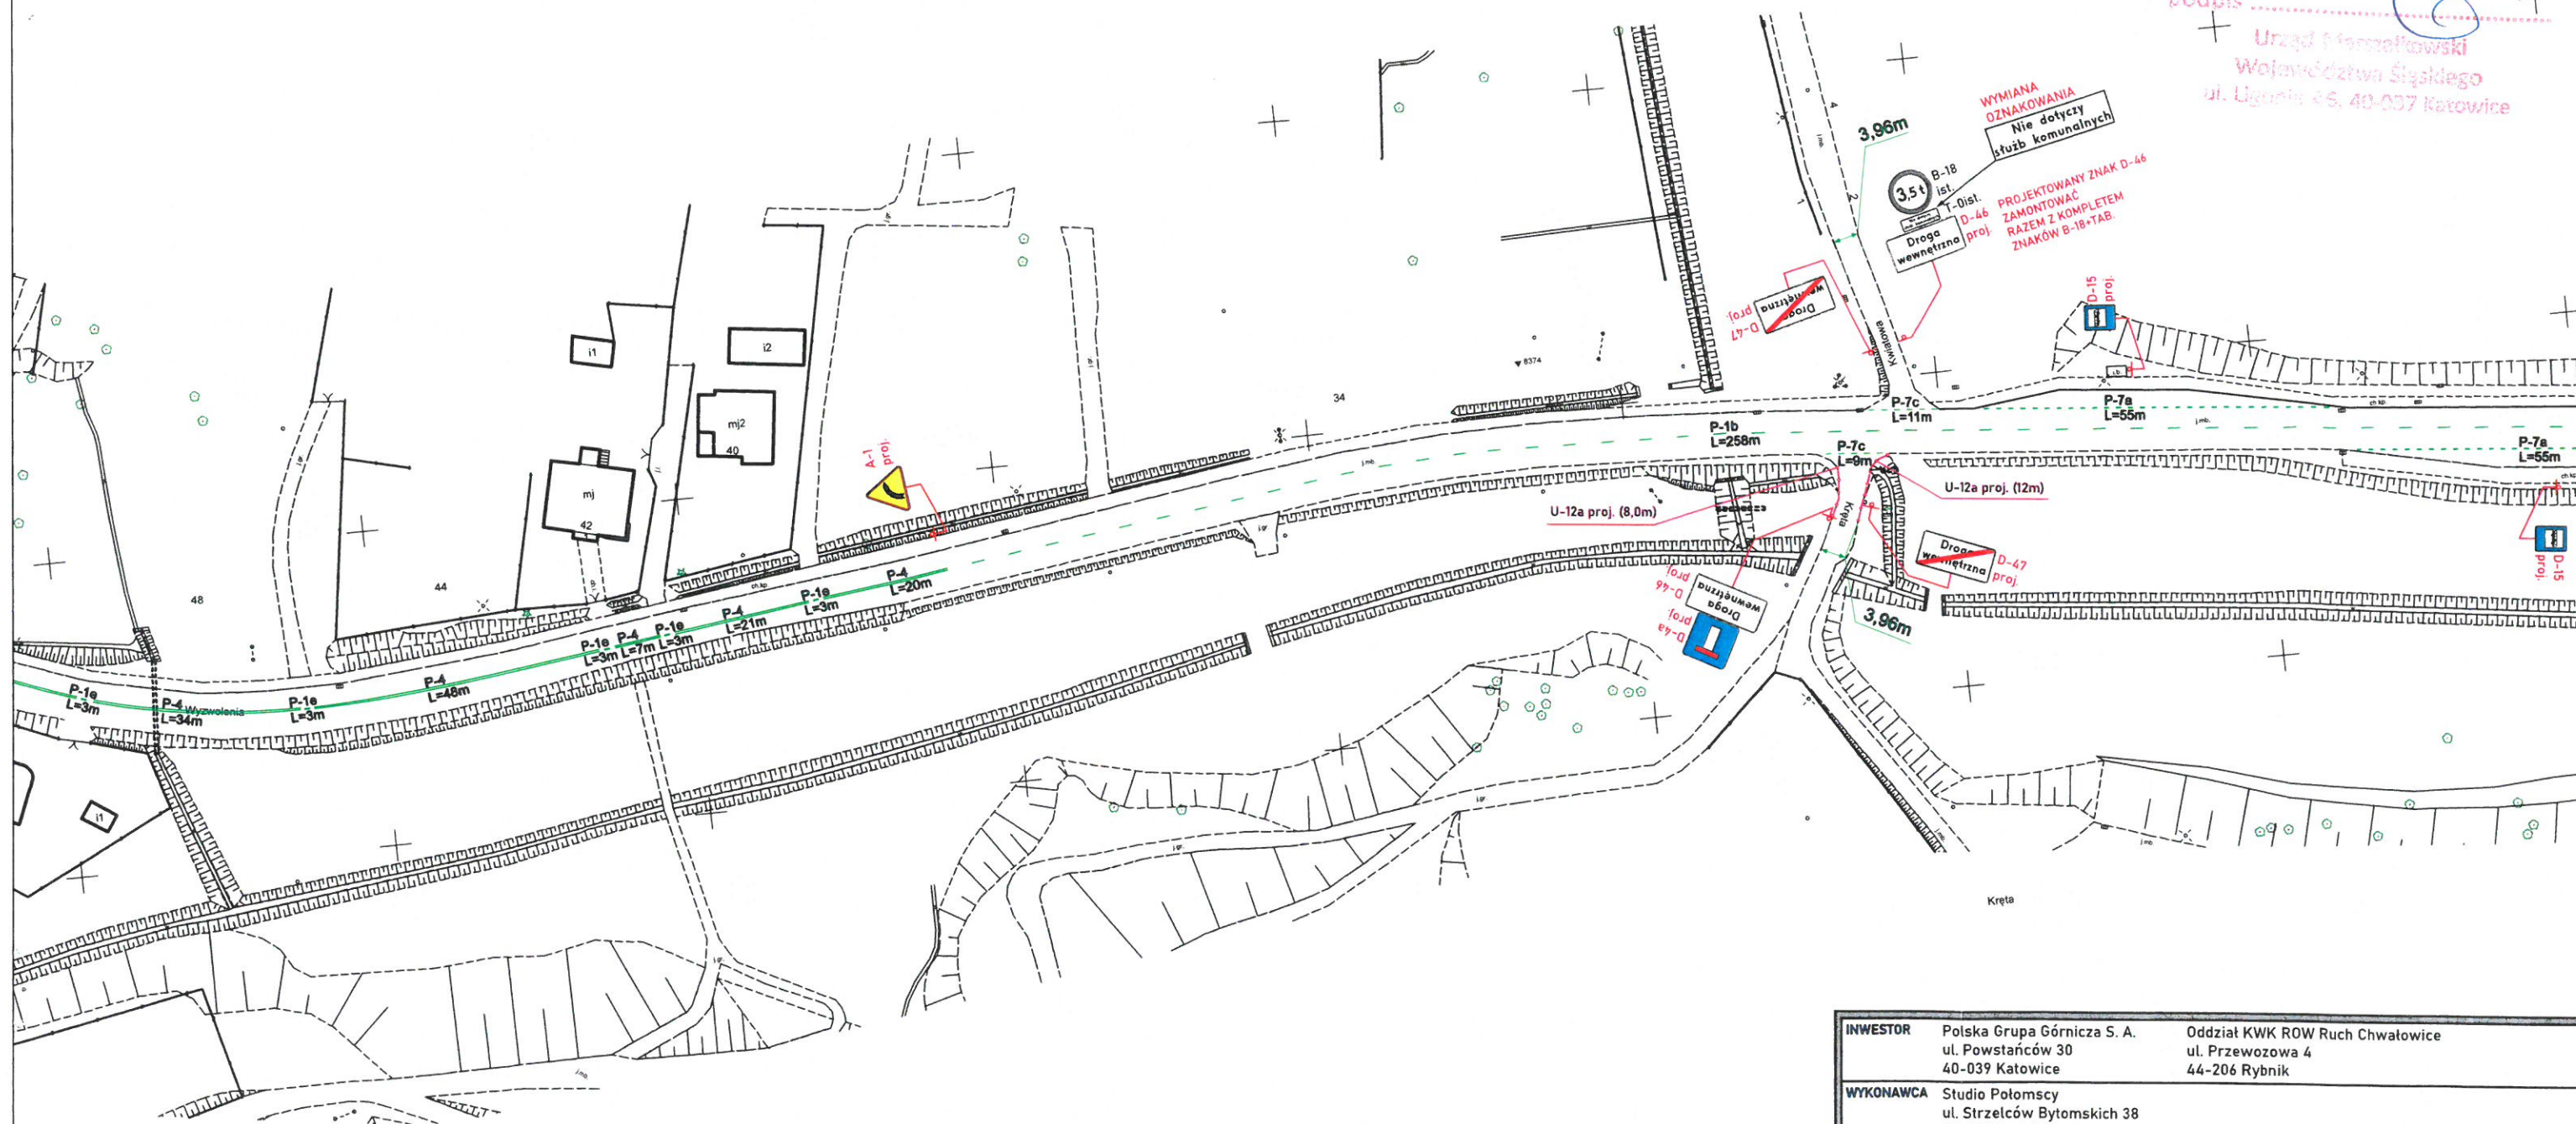 podpis
Urząd Marszałkowski
Województwa Śląskiego
ul. Ligonia 46, 40-037 Katowice
WYMIANA
OZNAKOWANIA
Nie dotyczy
służb komunalnych
3,96m
3,5t
B-18
ist.
T-0ist.
D-46
proj.
PROJEKTOWANY ZNAK D-46
ZAMONTOWAĆ
RAZEM Z KOMPLETEM
ZNAKÓW B-18+TAB.
Droga
wewnętrzna
Droga
wewnętrzna
D-47
proj.
Kwiatowa
D-15
proj.
i1
i2
mj2
40
mj
42
44
48
34
8374
A-1
proj.
P-7c
L=11m
P-7a
L=55m
P-1b
L=258m
P-7c
L=9m
P-7a
L=55m
U-12a proj. (12m)
U-12a proj. (8,0m)
Kręta
Droga
wewnętrzna
D-47
proj.
D-15
proj.
D-46
proj.
Droga
wewnętrzna
D-4a
proj.
3,96m
P-4
L=20m
P-1e
L=3m
P-4
L=21m
P-1e
L=3m
P-4
L=7m
P-1e
L=3m
P-4
L=48m
P-1e
L=3m
P-4
L=34m
Wyzwolenia
P-1e
L=3m
i1
Kręta
INWESTOR
Polska Grupa Górnicza S. A.
ul. Powstańców 30
40-039 Katowice
Oddział KWK ROW Ruch Chwałowice
ul. Przewozowa 4
44-206 Rybnik
WYKONAWCA
Studio Połomscy
ul. Strzelców Bytomskich 38